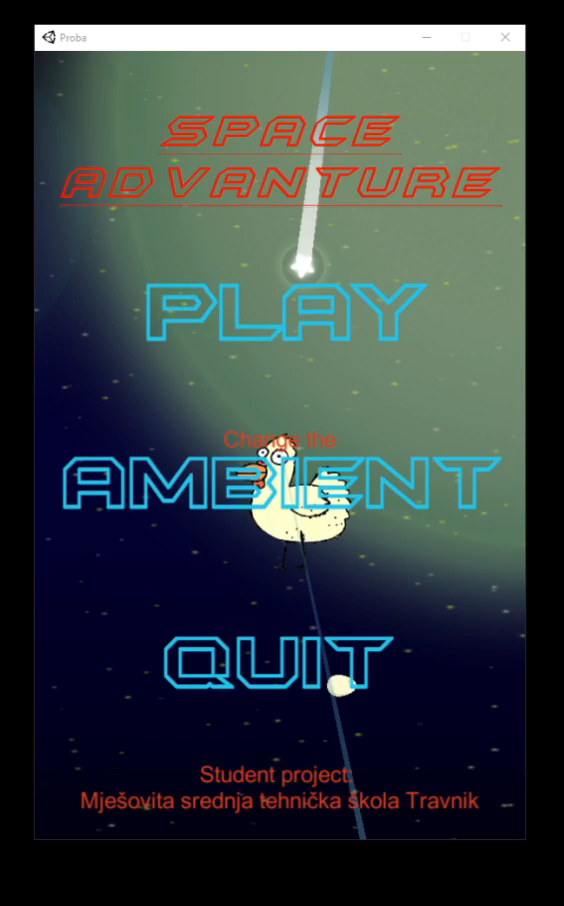 Proba
SPACE
ADVANTURE
PLAY
Change the
AMBIENT
QUIT
Student project:
Mješovita srednja tehnička škola Travnik